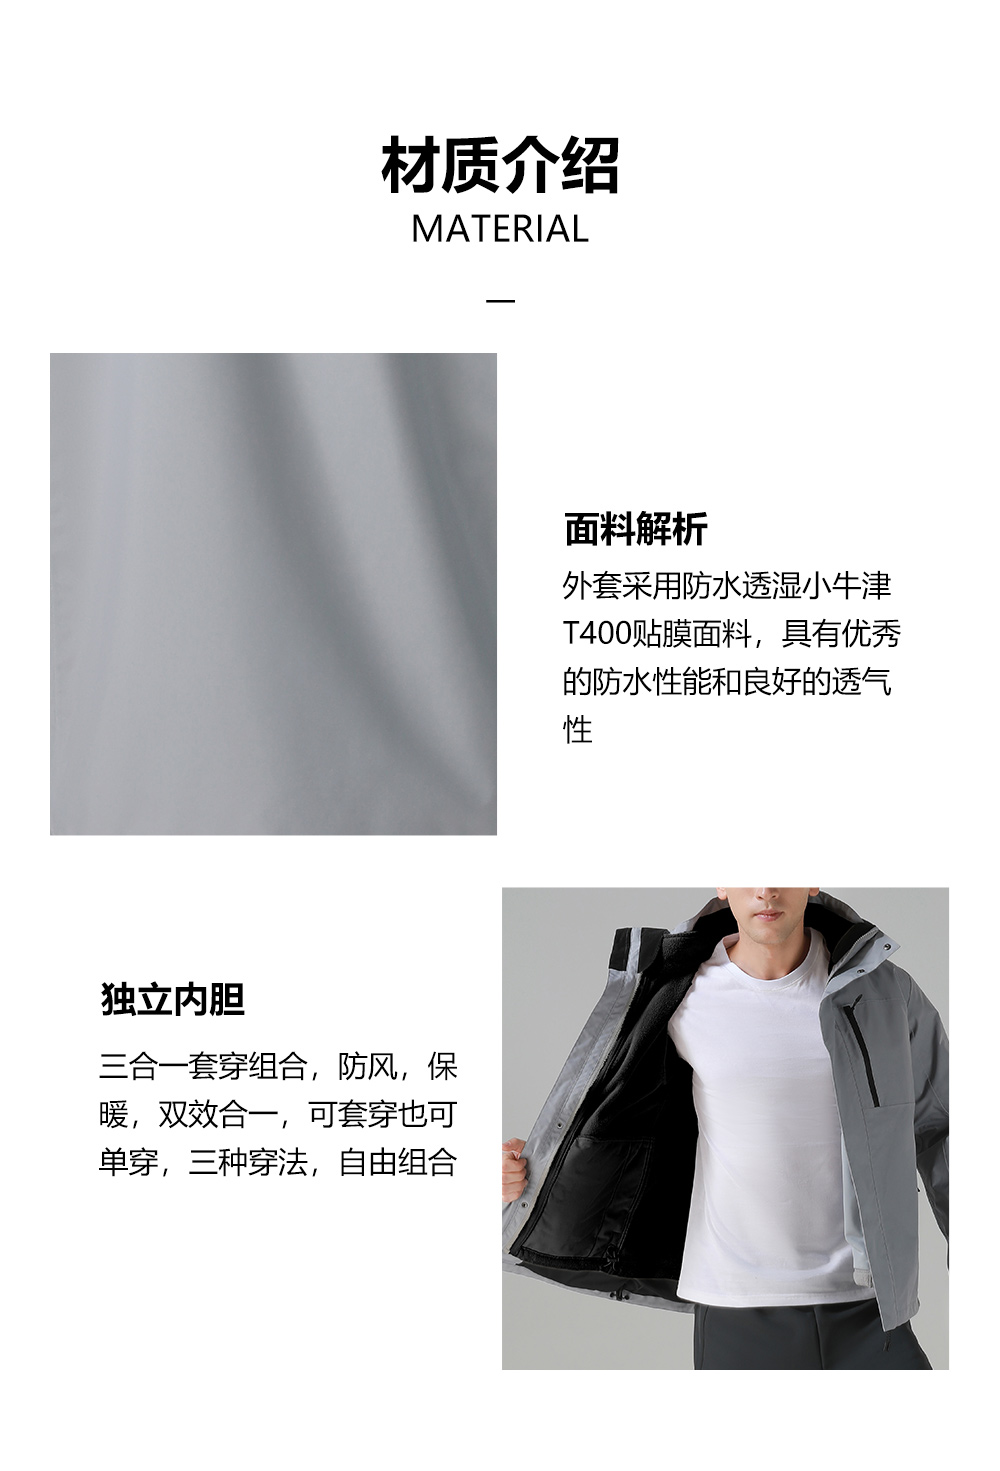 材质介绍
MATERIAL
面料解析
外套采用防水透湿小牛津
T400贴膜面料，具有优秀
的防水性能和良好的透气
性
独立内胆
三合一套穿组合，防风，保
暖，双效合一，可套穿也可
单穿，三种穿法，自由组合